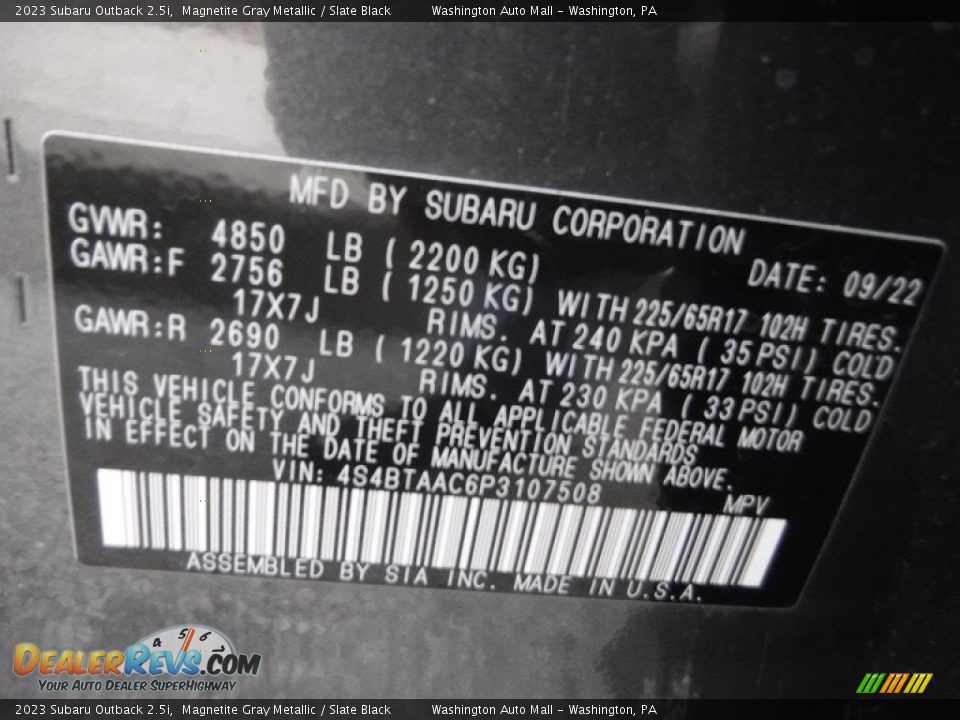 2023 Subaru Outback 2.5i, Magnetite Gray Metallic / Slate Black Washington Auto Mall - Washington, PA
MFD BY SUBARU CORPORATION
GVWR: 4850 LB ( 2200 KG) DATE: 09/22
GAWR:F 2756 LB ( 1250 KG) WITH 225/65R17 102H TIRES.
17X7J RIMS. AT 240 KPA ( 35 PSI) COLD
GAWR:R 2690 LB ( 1220 KG) WITH 225/65R17 102H TIRES.
17X7J RIMS. AT 230 KPA ( 33 PSI) COLD
THIS VEHICLE CONFORMS TO ALL APPLICABLE FEDERAL MOTOR
VEHICLE SAFETY AND THEFT PREVENTION STANDARDS
IN EFFECT ON THE DATE OF MANUFACTURE SHOWN ABOVE.
VIN: 4S4BTAAC6P3107508 MPV
ASSEMBLED BY SIA INC. MADE IN U.S.A.
4 5 6 7
DEALERREVS.COM
YOUR AUTO DEALER SUPERHIGHWAY
2023 Subaru Outback 2.5i, Magnetite Gray Metallic / Slate Black Washington Auto Mall - Washington, PA